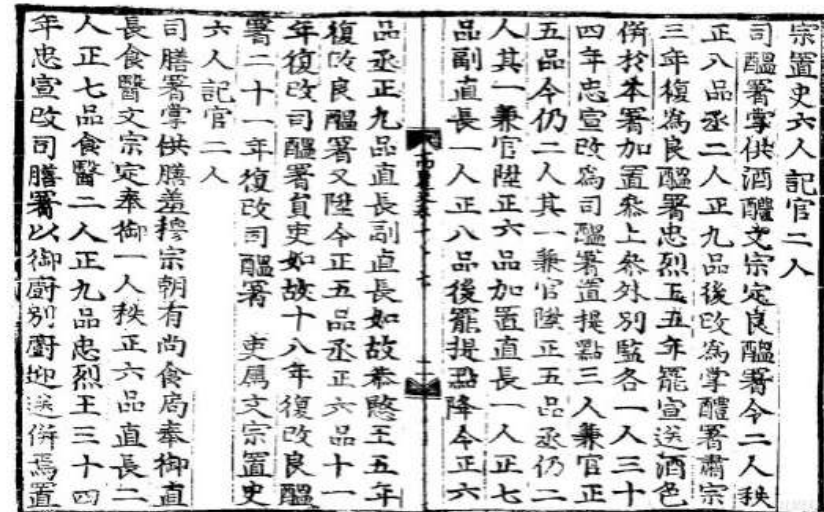 宗置史六人記官二人
司醞署掌供酒醴文宗定良醞署令二人秩
正八品丞二人正九品後改爲掌醴署肅宗
三年復爲良醞署忠烈王五年罷宣送酒色
倂於本署加置叅上叅外別監各一人三十
四年忠宣改爲司醞署置提點三人兼官正
五品令仍二人其一兼官陞正五品丞仍二
人其一兼官陞正六品加置直長一人正七
品副直長一人正八品後罷提點降令正六
品丞正九品直長副直長如故恭愍王五年
復改良醞署又陞令正五品丞正六品十一
年復改司醞署員吏如故十八年復改良醞
署二十一年復改司醞署 吏屬文宗置史
六人記官二人
司膳署掌供膳羞穆宗朝有尚食局奉御直
長食醫文宗定奉御一人秩正六品直長二
人正七品食醫二人正九品忠烈王三十四
年忠宣改司膳署以御廚別廚迎送倂焉置